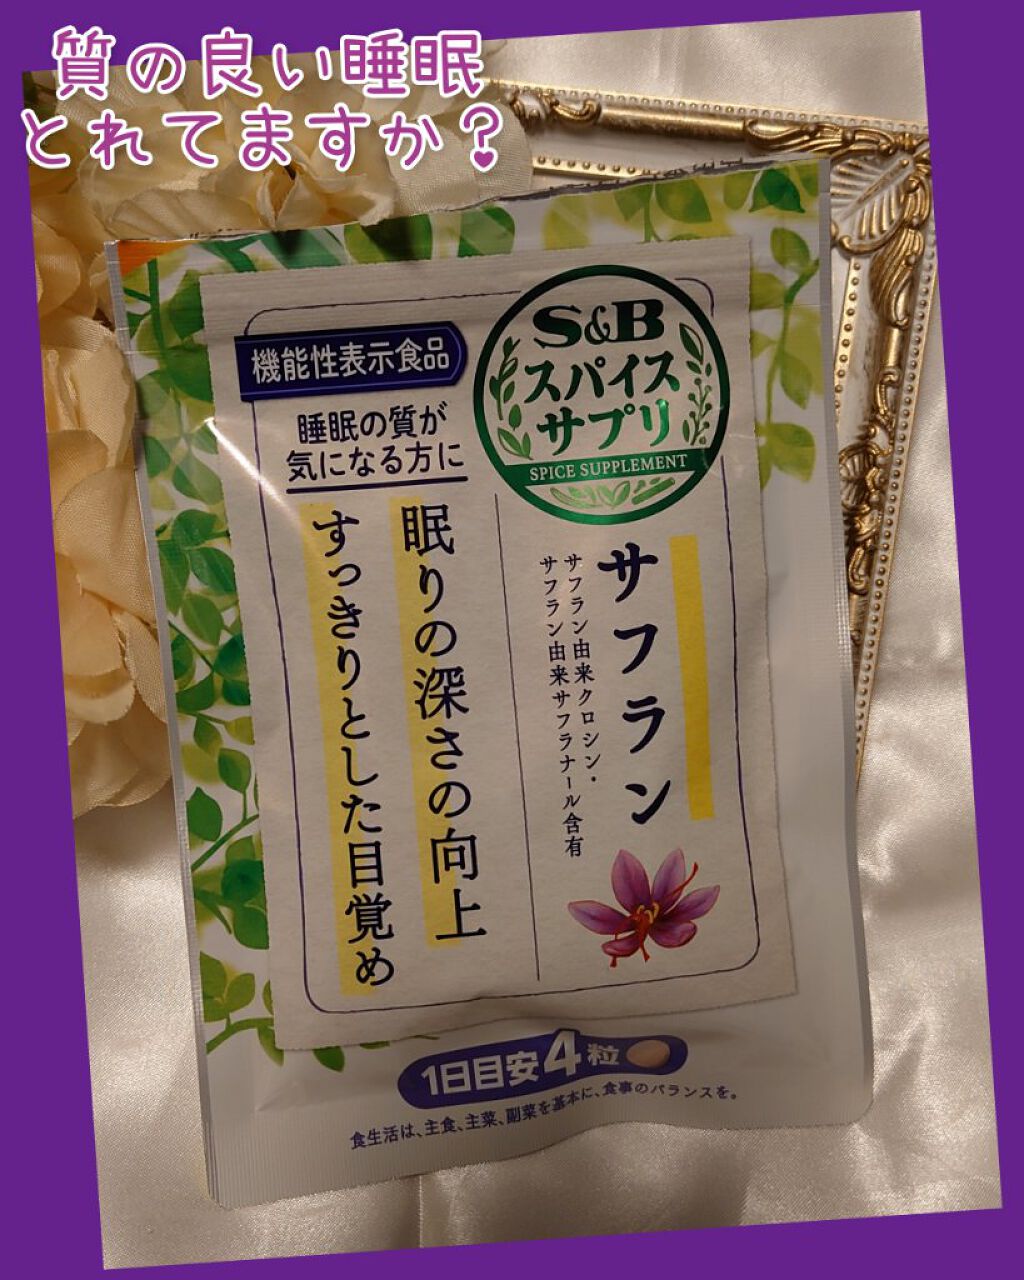 質の良い睡眠
とれてますか?
S&B
スパイス
サプリ
SPICE SUPPLEMENT
機能性表示食品
睡眠の質が
気になる方に
サフラン
サフラン由来クロシン・
サフラン由来サフラナール含有
眠りの深さの向上
すっきりとした目覚め
1日目安4粒
食生活は、主食、主菜、副菜を基本に、食事のバランスを。